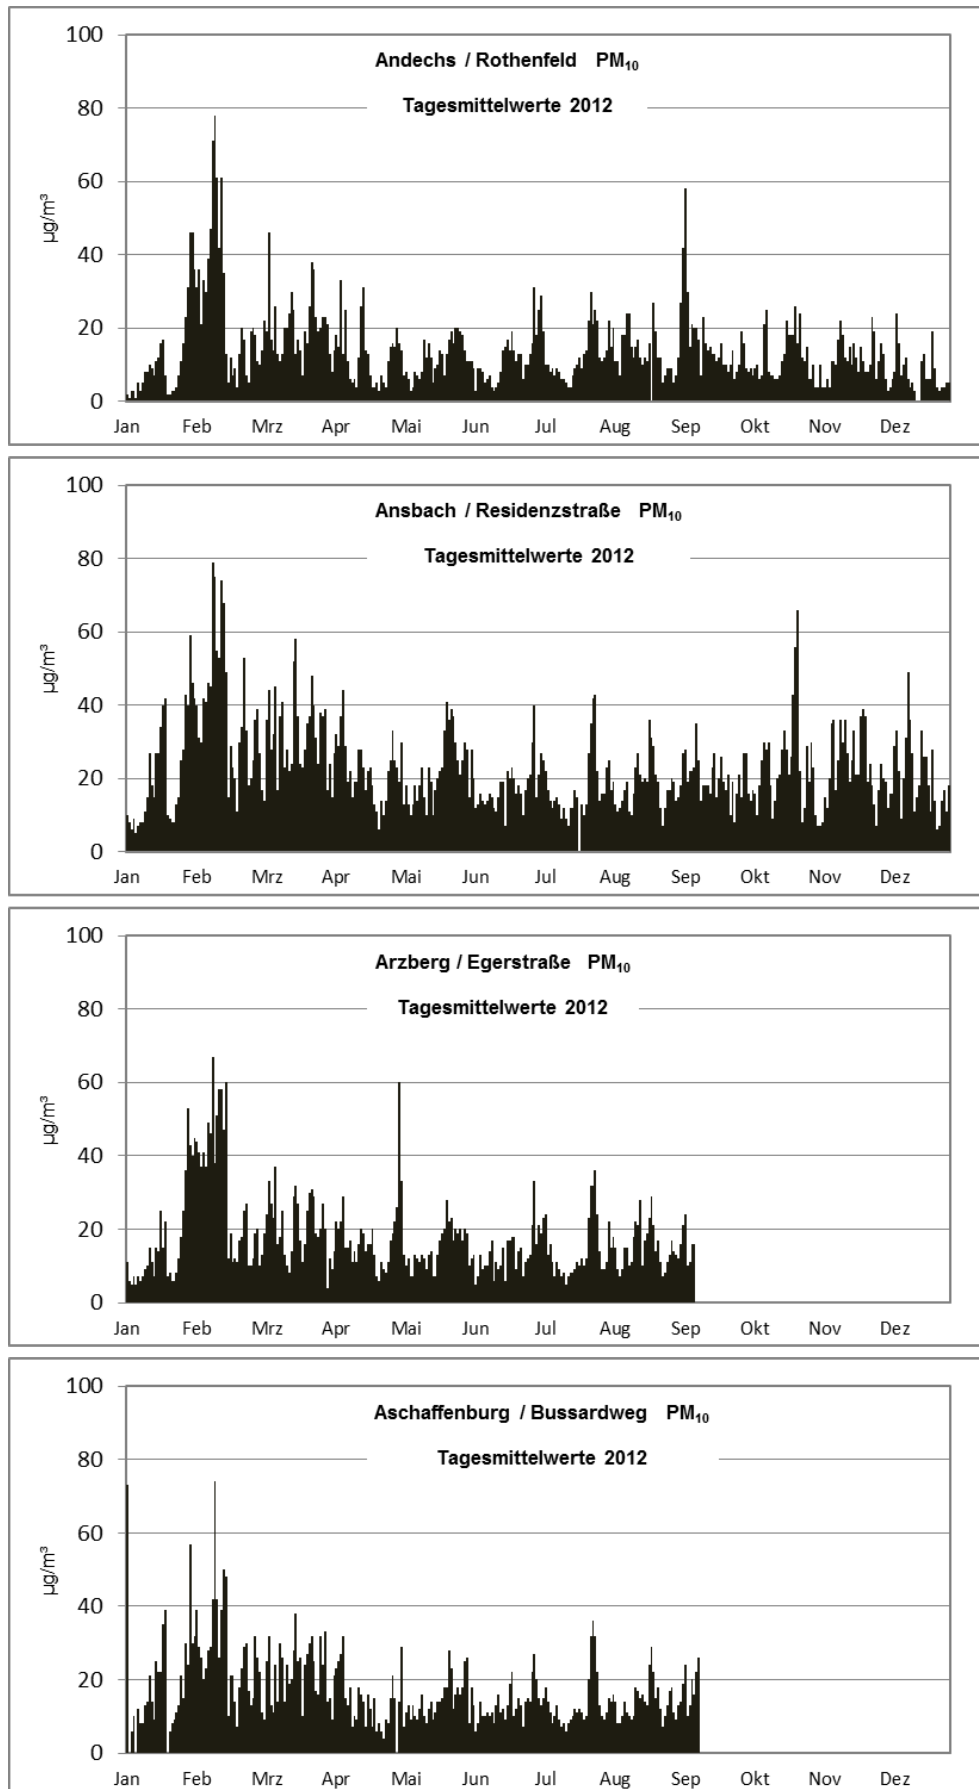 Andechs / Rothenfeld PM₁₀
Tagesmittelwerte 2012
µg/m³
100
80
60
40
20
0
Jan Feb Mrz Apr Mai Jun Jul Aug Sep Okt Nov Dez
Ansbach / Residenzstraße PM₁₀
Tagesmittelwerte 2012
µg/m³
100
80
60
40
20
0
Jan Feb Mrz Apr Mai Jun Jul Aug Sep Okt Nov Dez
Arzberg / Egerstraße PM₁₀
Tagesmittelwerte 2012
µg/m³
100
80
60
40
20
0
Jan Feb Mrz Apr Mai Jun Jul Aug Sep Okt Nov Dez
Aschaffenburg / Bussardweg PM₁₀
Tagesmittelwerte 2012
µg/m³
100
80
60
40
20
0
Jan Feb Mrz Apr Mai Jun Jul Aug Sep Okt Nov Dez